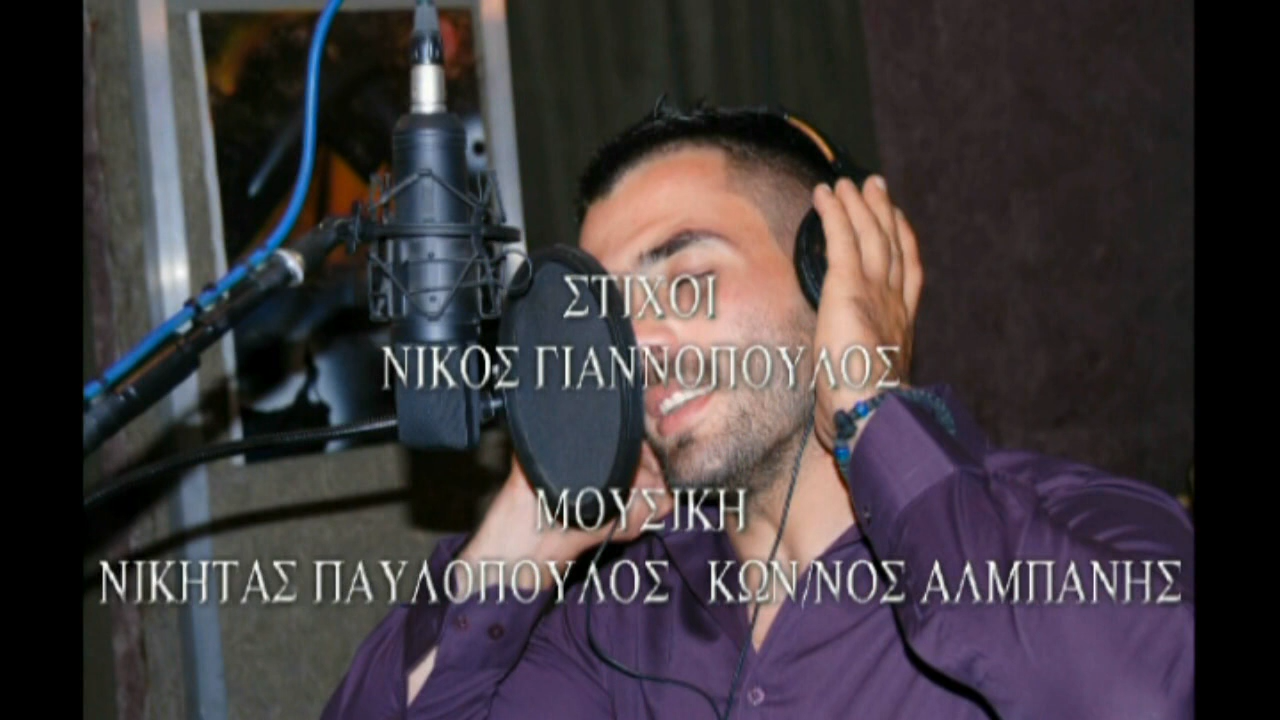 ΣΤΙΧΟΙ
ΝΙΚΟΣ ΓΙΑΝΝΟΠΟΥΛΟΣ
ΜΟΥΣΙΚΗ
ΝΙΚΗΤΑΣ ΠΑΥΛΟΠΟΥΛΟΣ ΚΩΝ/ΝΟΣ ΑΛΜΠΑΝΗΣ